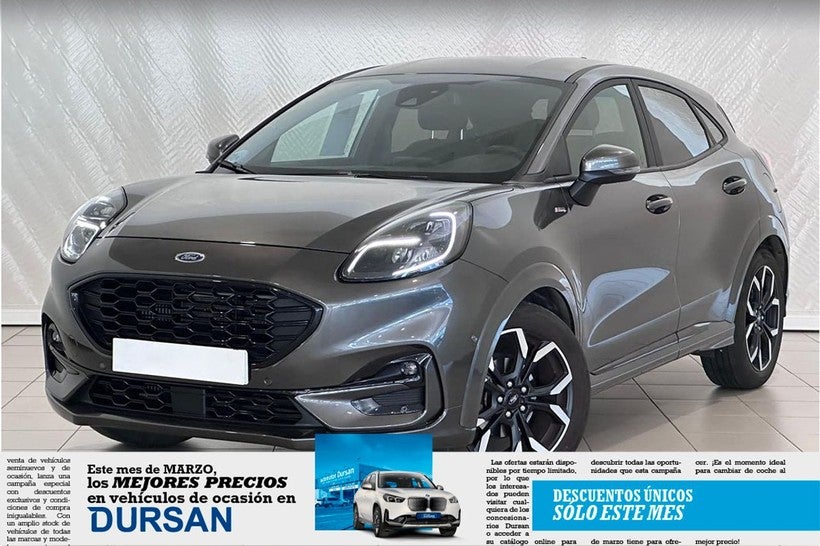 Ford
venta de vehículos
seminuevos y de
ocasión, lanza una
campaña especial
con descuentos
exclusivos y condi-
ciones de compra
inigualables. Con
un amplio stock de
vehículos de todas
las marcas y mode-
Este mes de MARZO,
los MEJORES PRECIOS
en vehículos de ocasión en
DURSAN
Dursan
Las ofertas estarán dispo-
nibles por tiempo limitado,
por lo que
los interesa-
dos pueden
visitar cual-
quiera de los
concesiona-
rios Dursan
o acceder a
su catálogo
online para
descubrir todas las oportu-
nidades que esta campaña
de marzo tiene para ofre-
cer. ¡Es el momento ideal
para cambiar de coche al
mejor precio!
DESCUENTOS ÚNICOS
SÓLO ESTE MES